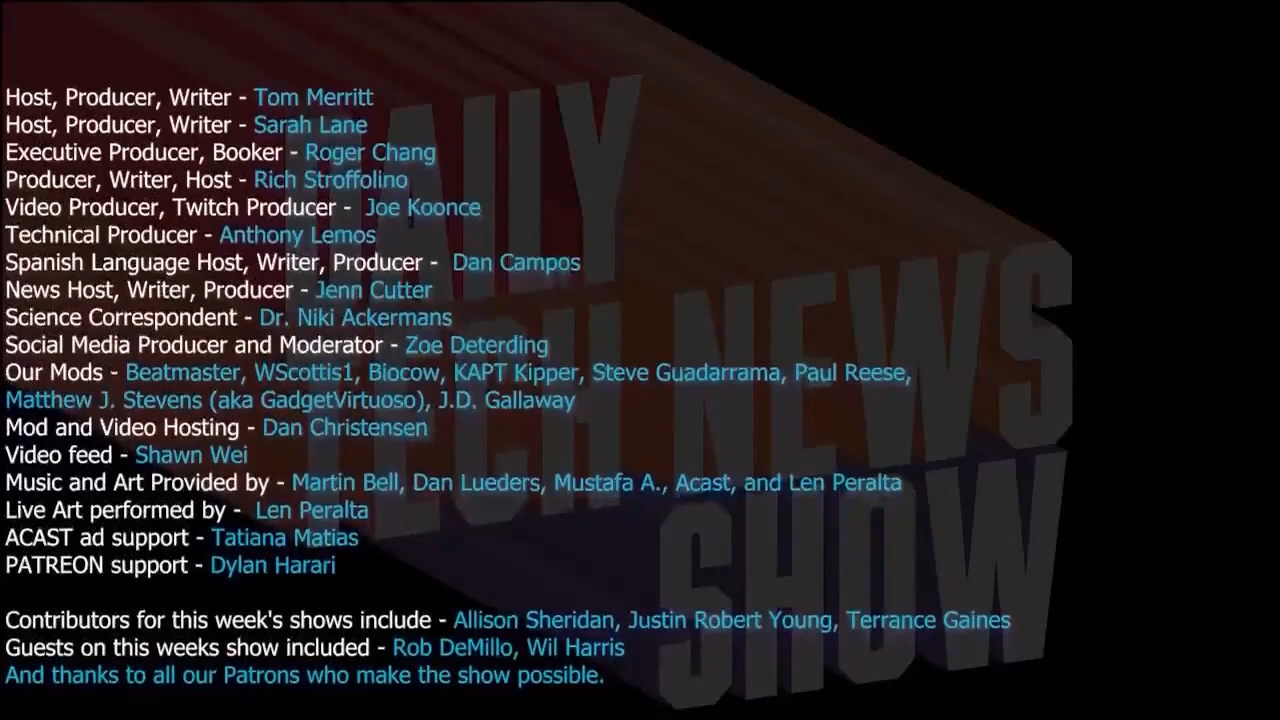 Host, Producer, Writer - Tom Merritt
Host, Producer, Writer - Sarah Lane
Executive Producer, Booker - Roger Chang
Producer, Writer, Host - Rich Stroffolino
Video Producer, Twitch Producer - Joe Koonce
Technical Producer - Anthony Lemos
Spanish Language Host, Writer, Producer - Dan Campos
News Host, Writer, Producer - Jenn Cutter
Science Correspondent - Dr. Niki Ackermans
Social Media Producer and Moderator - Zoe Deterding
Our Mods - Beatmaster, WScottis1, Biocow, KAPT Kipper, Steve Guadarrama, Paul Reese,
Matthew J. Stevens (aka GadgetVirtuoso), J.D. Gallaway
Mod and Video Hosting - Dan Christensen
Video feed - Shawn Wei
Music and Art Provided by - Martin Bell, Dan Lueders, Mustafa A., Acast, and Len Peralta
Live Art performed by - Len Peralta
ACAST ad support - Tatiana Matias
PATREON support - Dylan Harari
Contributors for this week's shows include - Allison Sheridan, Justin Robert Young, Terrance Gaines
Guests on this weeks show included - Rob DeMillo, Wil Harris
And thanks to all our Patrons who make the show possible.
DAILY
TECH NEWS
SHOW